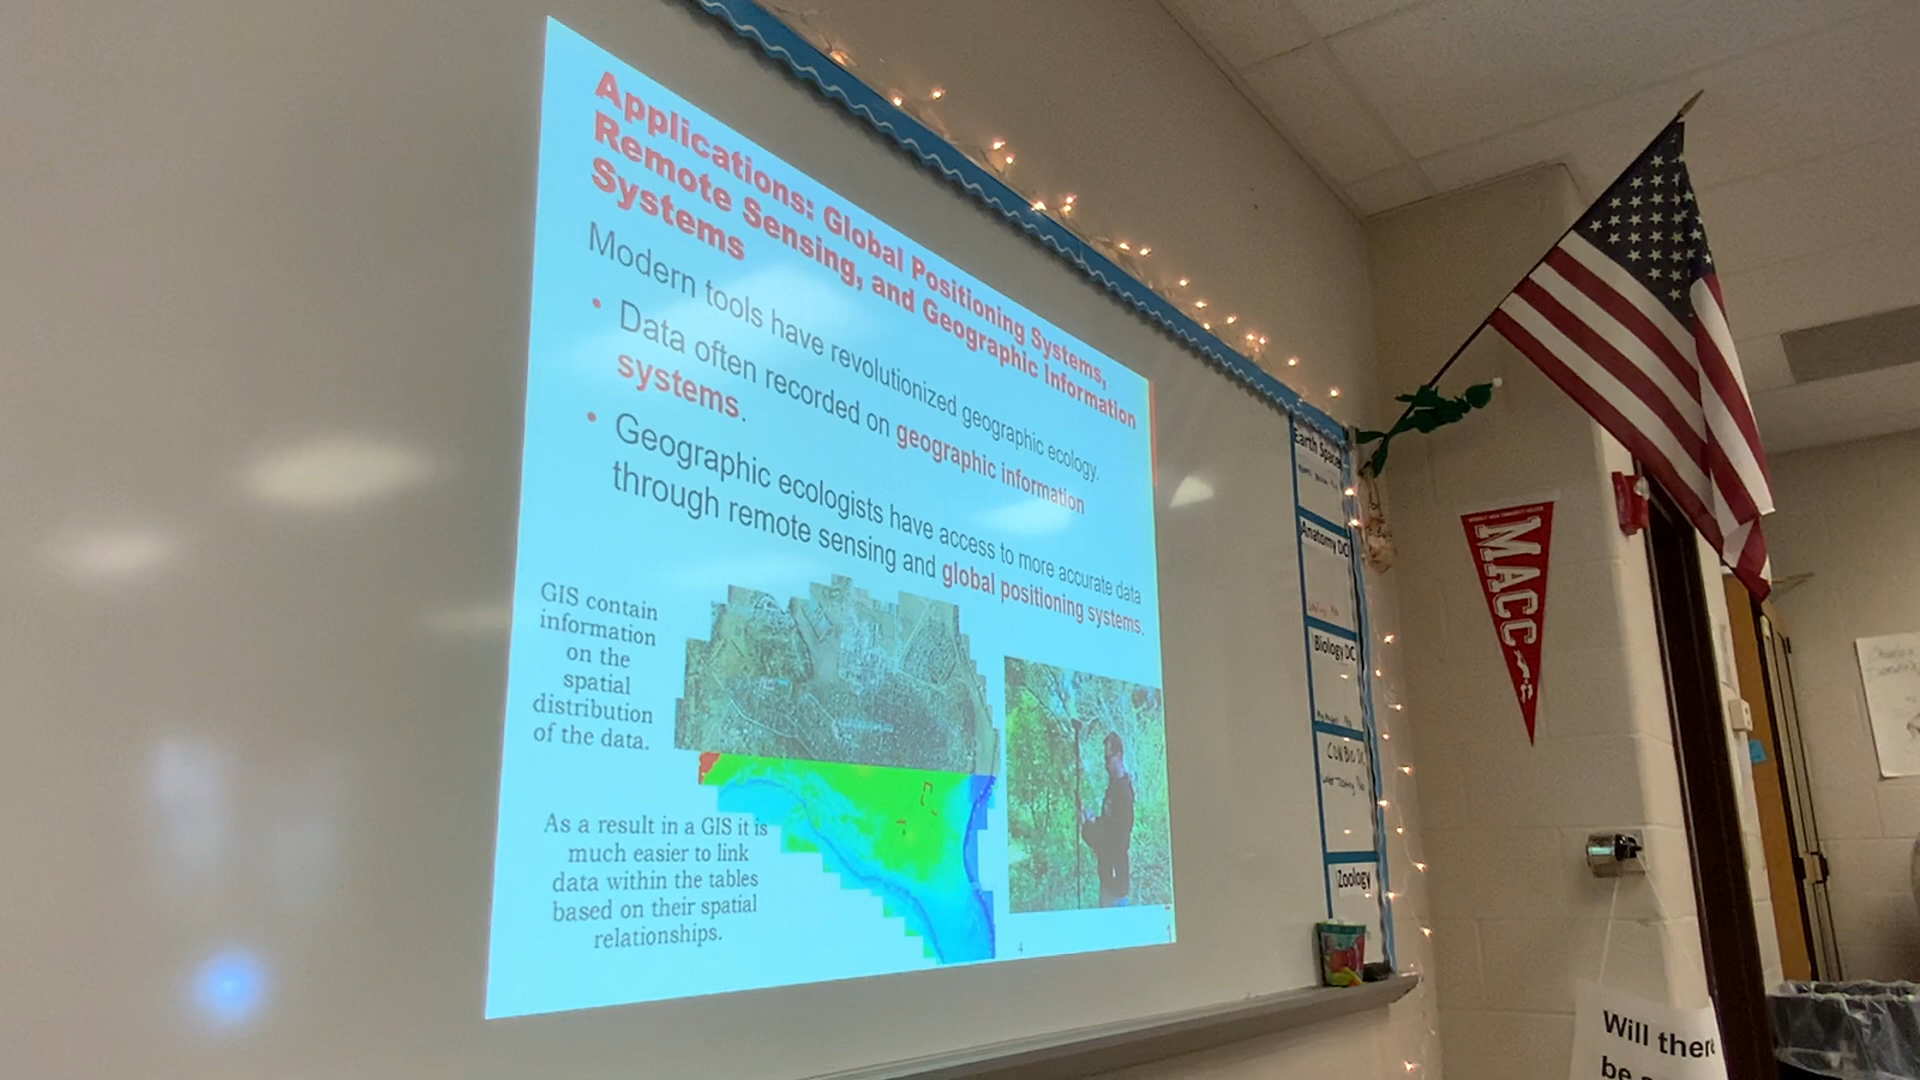 Applications: Global Positioning Systems,
Remote Sensing, and Geographic Information
Systems
Modern tools have revolutionized geographic ecology.
• Data often recorded on geographic information
systems.
• Geographic ecologists have access to more accurate data
through remote sensing and global positioning systems.
GIS contain
information
on the
spatial
distribution
of the data.
As a result in a GIS it is
much easier to link
data within the tables
based on their spatial
relationships.
Earth Space
Anatomy DC
Biology DC
Zoology
MACC
Will there
be